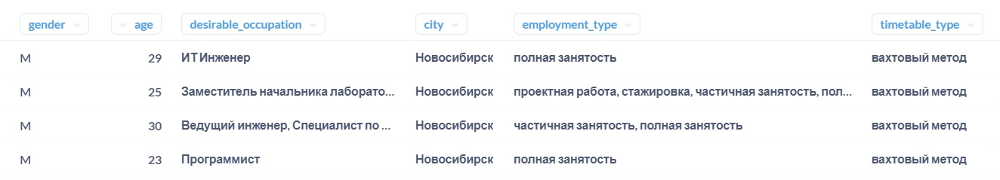 gender age desirable_occupation city employment_type timetable_type
М 29 ИТ Инженер Новосибирск полная занятость вахтовый метод
М 25 Заместитель начальника лаборато... Новосибирск проектная работа, стажировка, частичная занятость, пол... вахтовый метод
М 30 Ведущий инженер, Специалист по ... Новосибирск частичная занятость, полная занятость вахтовый метод
М 23 Программист Новосибирск полная занятость вахтовый метод